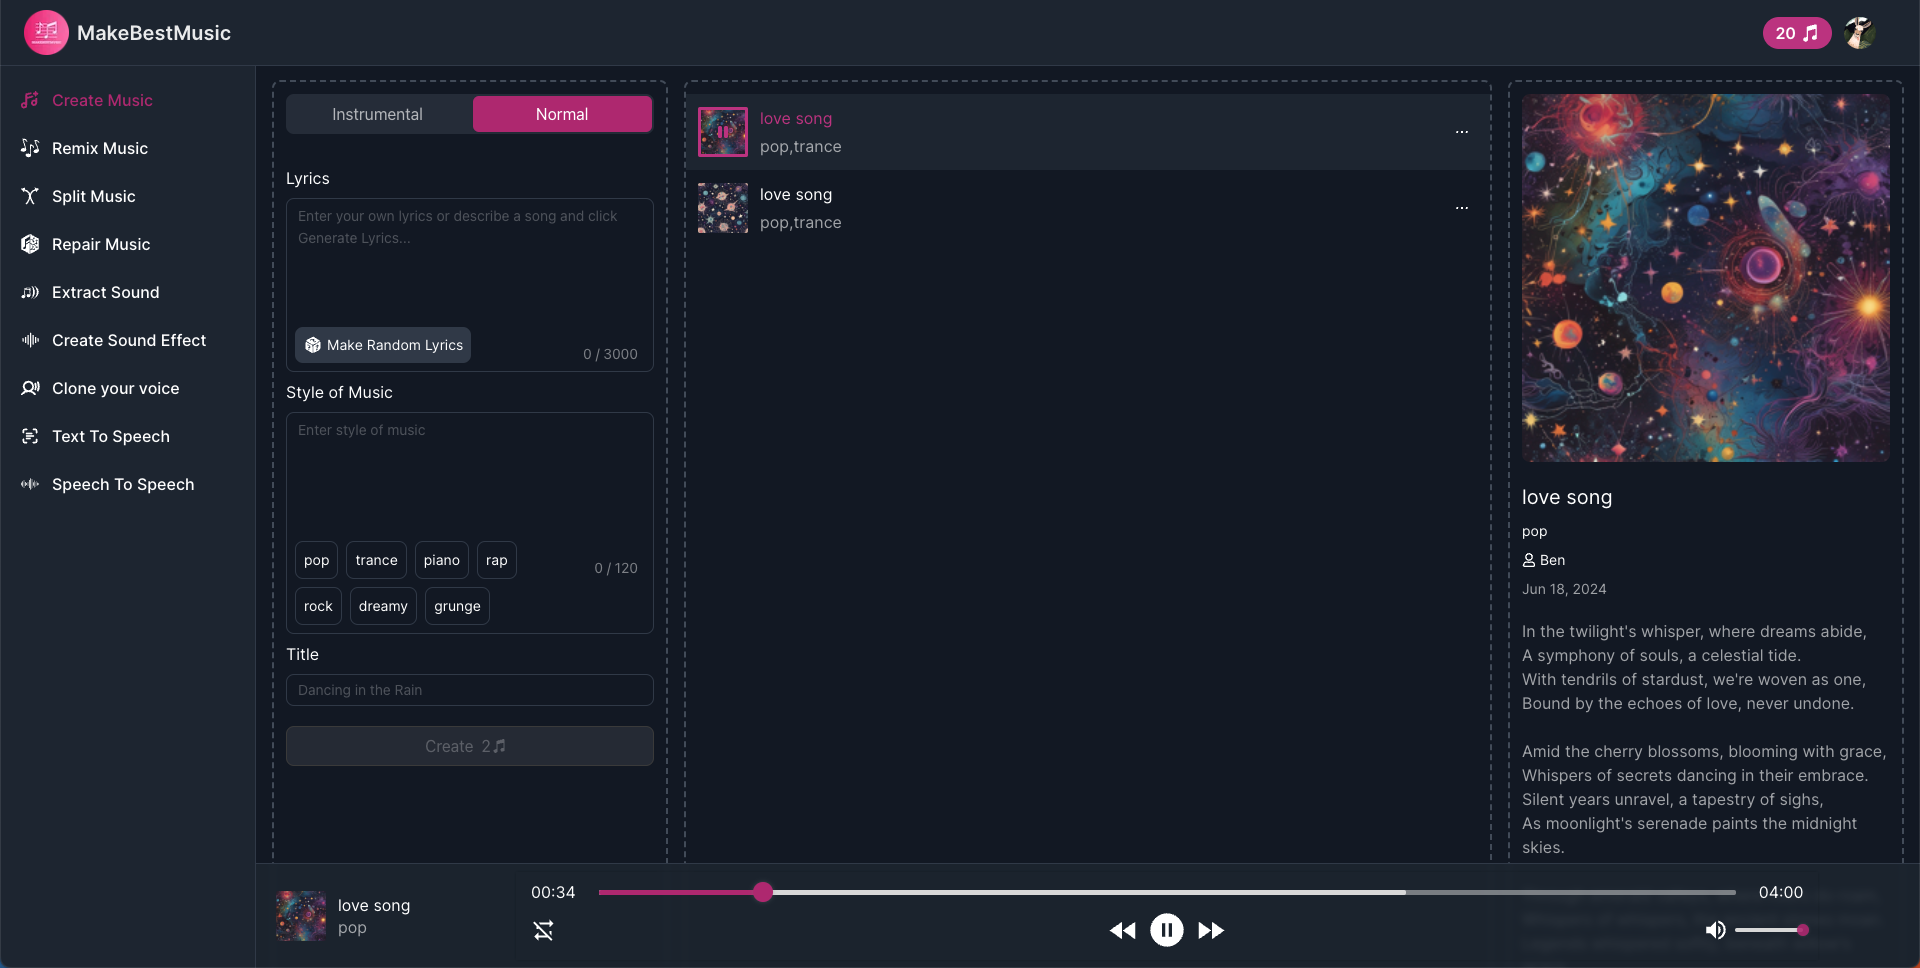 MakeBestMusic
20
Create Music
Remix Music
Split Music
Repair Music
Extract Sound
Create Sound Effect
Clone your voice
Text To Speech
Speech To Speech
Instrumental
Normal
Lyrics
Enter your own lyrics or describe a song and click
Generate Lyrics...
Make Random Lyrics
0 / 3000
Style of Music
Enter style of music
pop
trance
piano
rap
0 / 120
rock
dreamy
grunge
Title
Dancing in the Rain
Create 2
love song
pop,trance
...
love song
pop,trance
...
love song
pop
Ben
Jun 18, 2024
In the twilight's whisper, where dreams abide,
A symphony of souls, a celestial tide.
With tendrils of stardust, we're woven as one,
Bound by the echoes of love, never undone.
Amid the cherry blossoms, blooming with grace,
Whispers of secrets dancing in their embrace.
Silent years unravel, a tapestry of sighs,
As moonlight's serenade paints the midnight
skies.
love song
pop
00:34
04:00